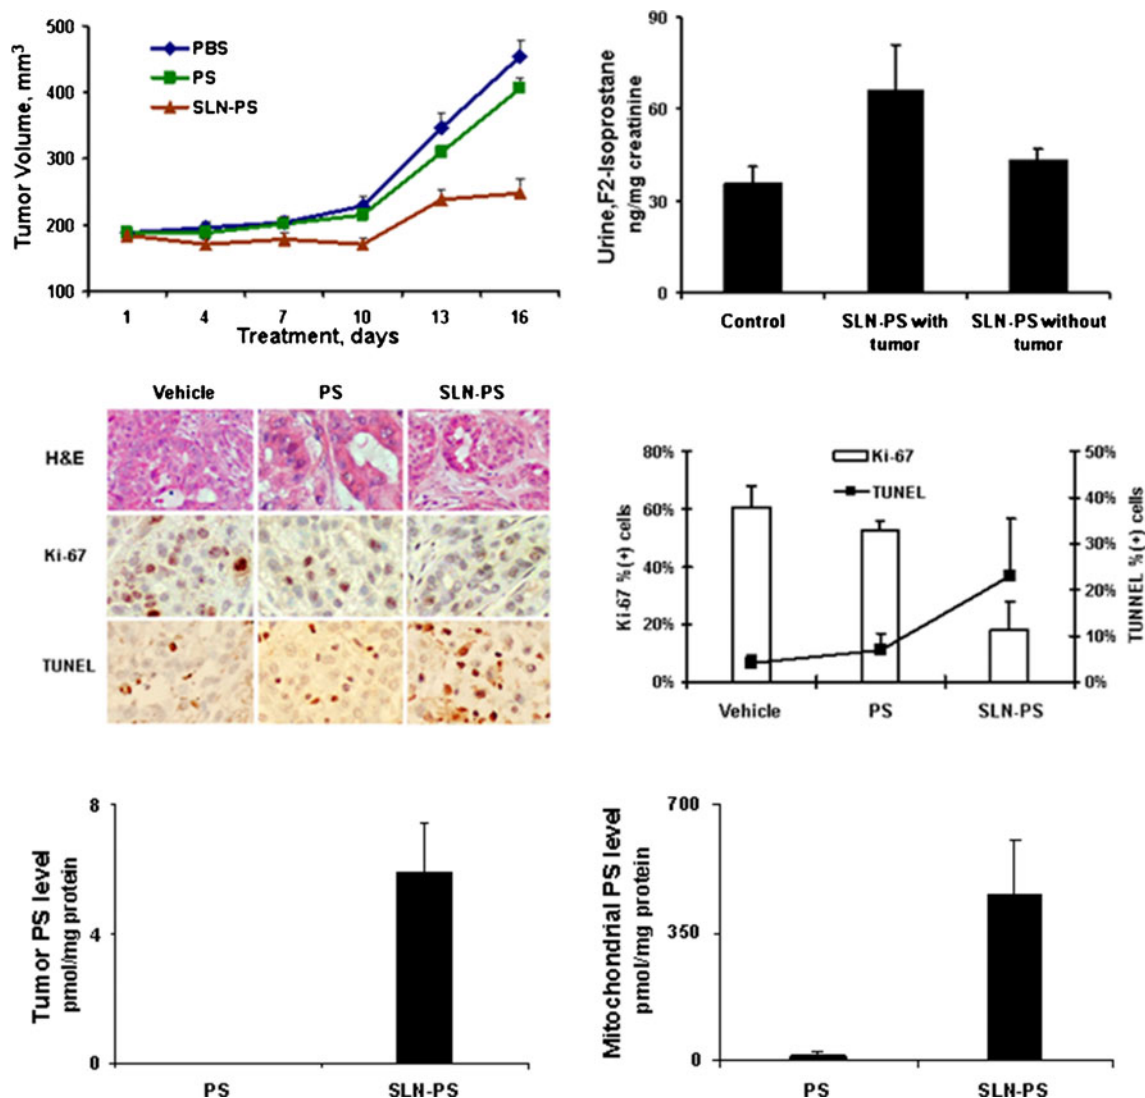 500
400
300
200
100
Tumor Volume, mm3
PBS
PS
SLN-PS
1 4 7 10 13 16
Treatment, days
90
60
30
0
Urine,F2-Isoprostane
ng/mg creatinine
Control
SLN-PS with
tumor
SLN-PS without
tumor
Vehicle PS SLN-PS
H&E
Ki-67
TUNEL
80%
60%
40%
20%
0%
Ki-67 %(+) cells
Ki-67
TUNEL
50%
40%
30%
20%
10%
0%
TUNNEL %(+) cells
Vehicle PS SLN-PS
8
4
0
Tumor PS level
pmol/mg protein
PS SLN-PS
700
350
0
Mitochondrial PS level
pmol/mg protein
PS SLN-PS